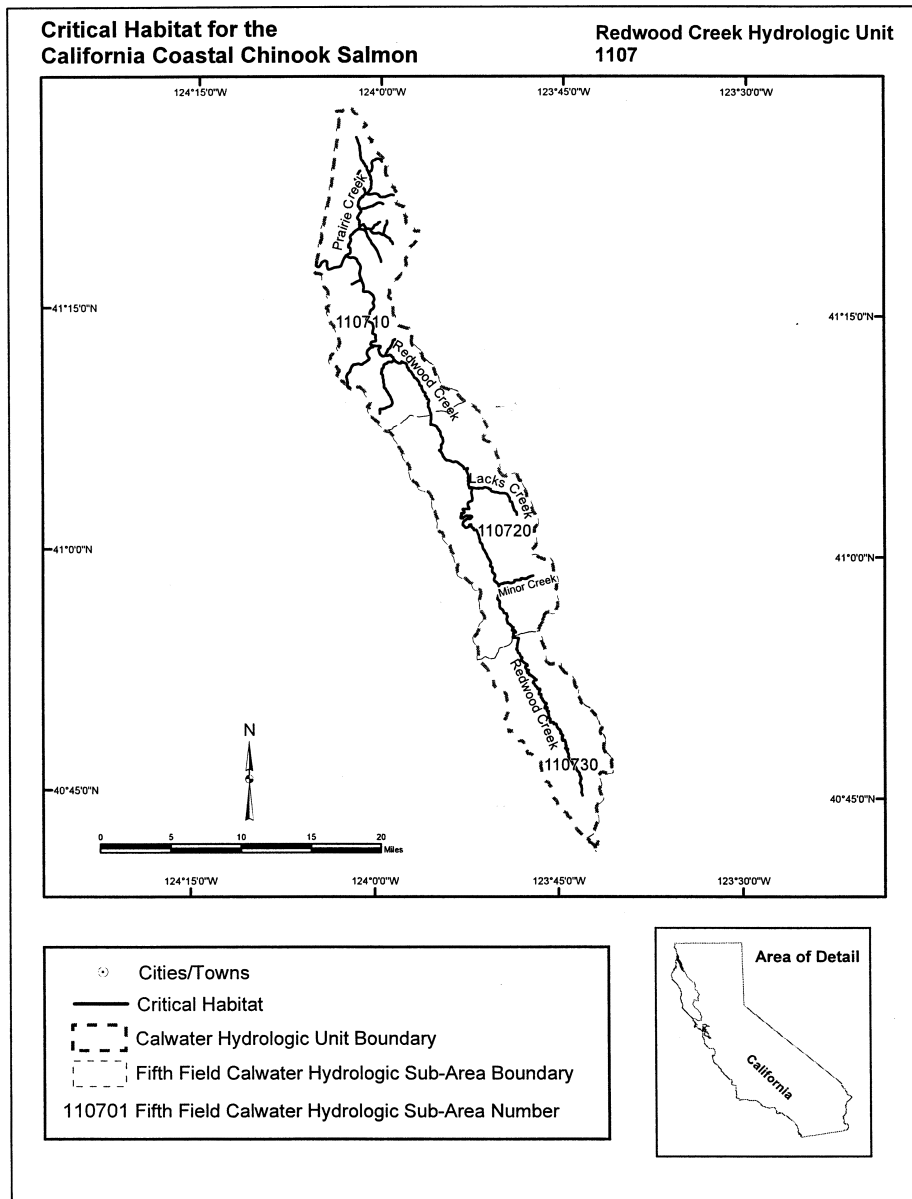 Critical Habitat for the
California Coastal Chinook Salmon
Redwood Creek Hydrologic Unit
1107
124°15'0"W
124°0'0"W
123°45'0"W
123°30'0"W
Prairie Creek
41°15'0"N
41°15'0"N
110710
Redwood Creek
Lacks Creek
110720
41°0'0"N
41°0'0"N
Minor Creek
Redwood Creek
N
110730
40°45'0"N
40°45'0"N
0 5 10 15 20
Miles
124°15'0"W
124°0'0"W
123°45'0"W
123°30'0"W
Cities/Towns
Critical Habitat
Calwater Hydrologic Unit Boundary
Fifth Field Calwater Hydrologic Sub-Area Boundary
110701 Fifth Field Calwater Hydrologic Sub-Area Number
Area of Detail
California